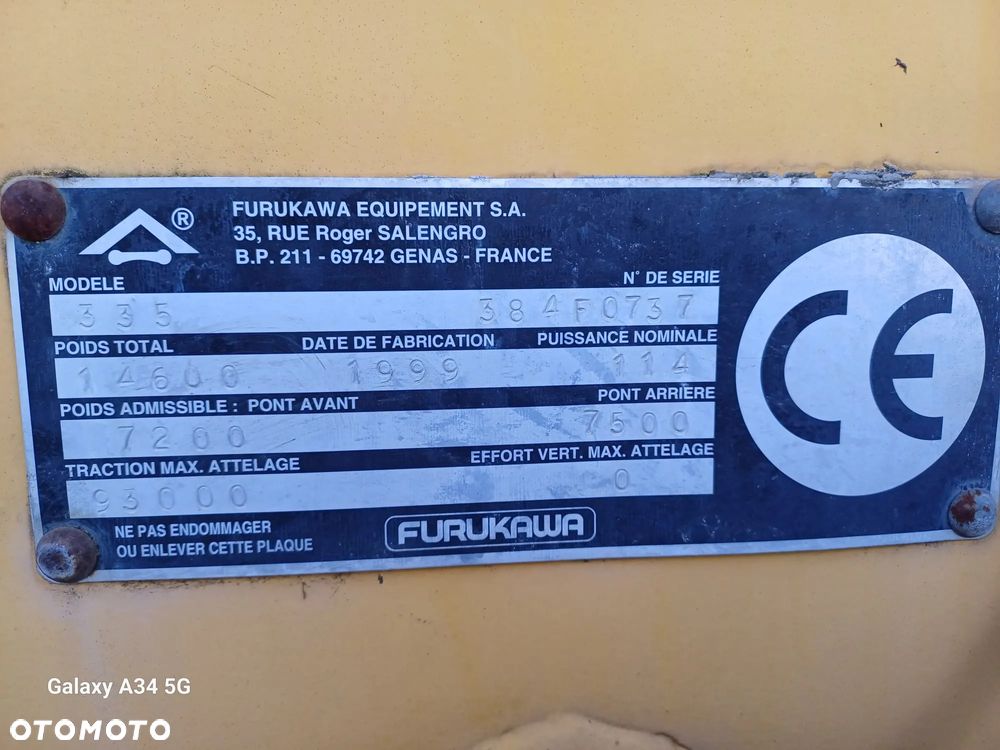 ®
FURUKAWA EQUIPEMENT S.A.
35, RUE Roger SALENGRO
B.P. 211 - 69742 GENAS - FRANCE
MODELE N° DE SERIE
335 384F0737
POIDS TOTAL DATE DE FABRICATION PUISSANCE NOMINALE
14600 1999 114
POIDS ADMISSIBLE : PONT AVANT PONT ARRIERE
7200 7500
TRACTION MAX. ATTELAGE EFFORT VERT. MAX. ATTELAGE
93000 0
NE PAS ENDOMMAGER
OU ENLEVER CETTE PLAQUE
FURUKAWA
CE
Galaxy A34 5G
OTOMOTO